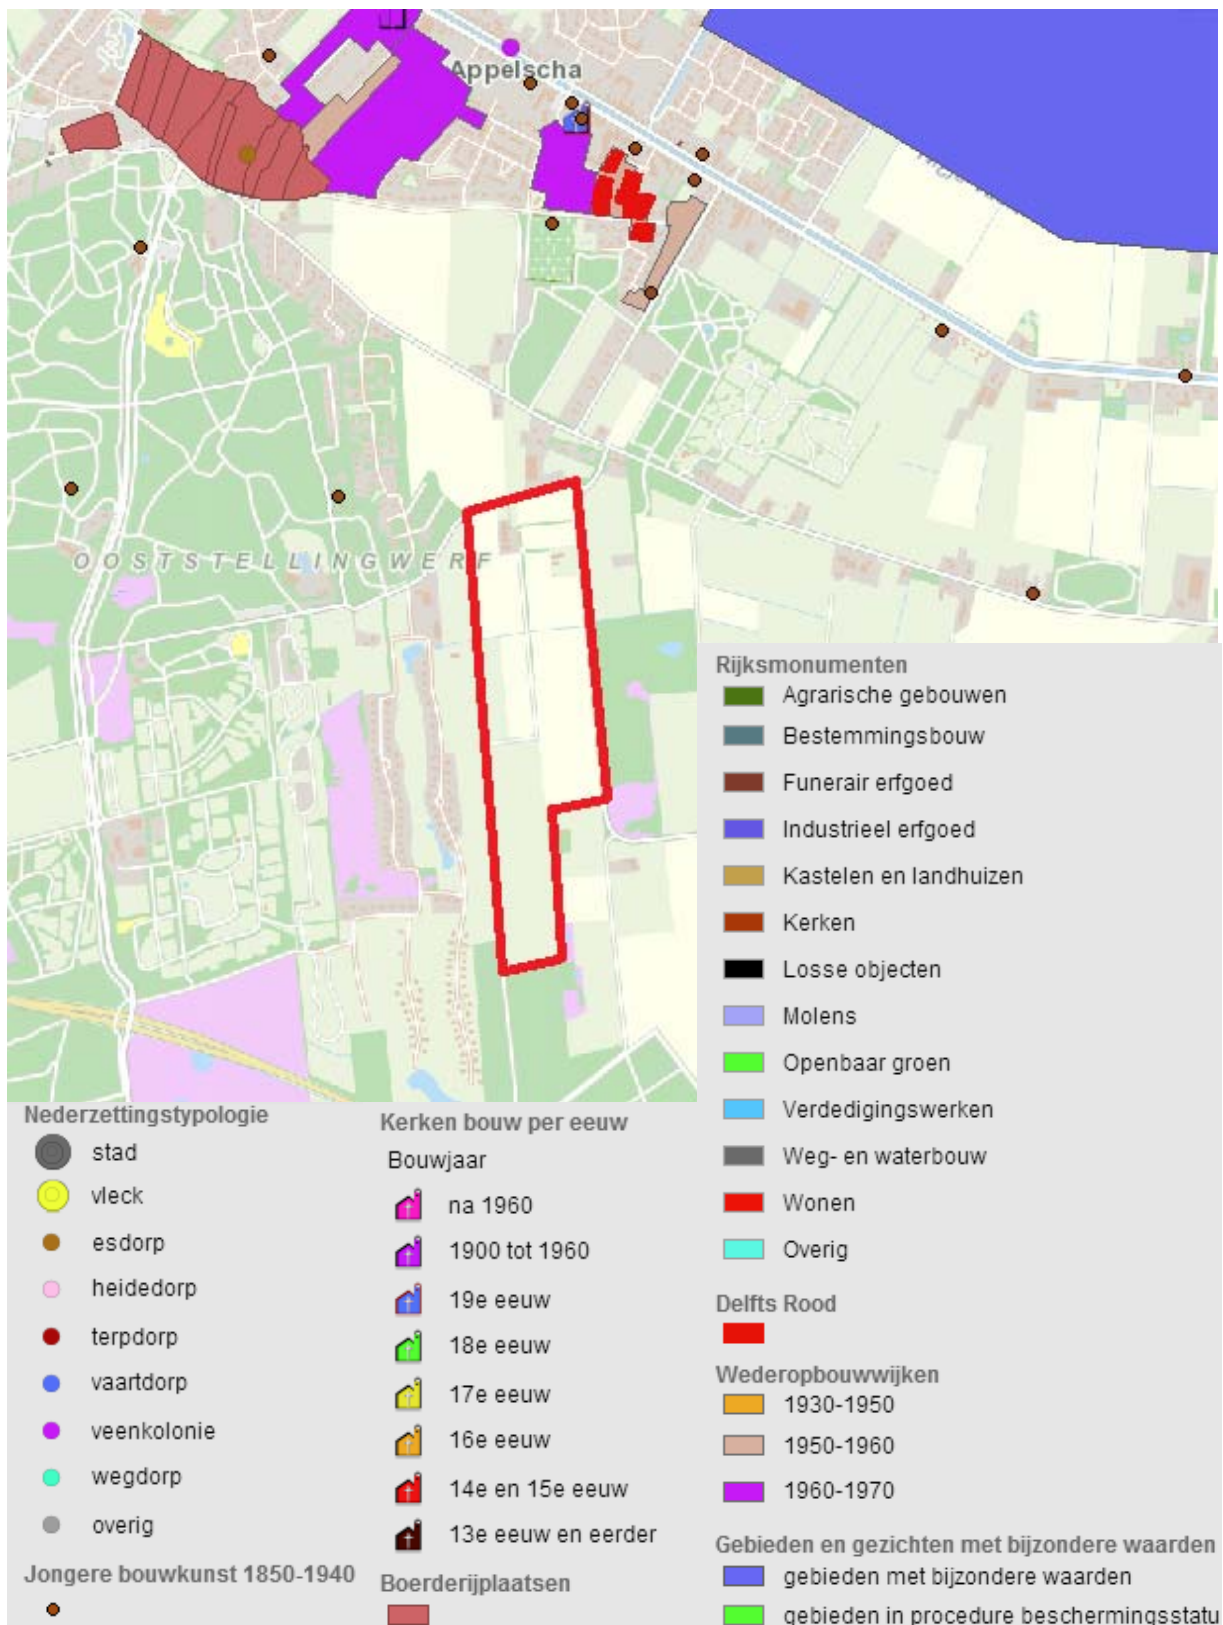 Appelscha
OOSTSTELLINGWERF
Rijksmonumenten
Agrarische gebouwen
Bestemmingsbouw
Funerair erfgoed
Industrieel erfgoed
Kastelen en landhuizen
Kerken
Losse objecten
Molens
Openbaar groen
Verdedigingswerken
Weg- en waterbouw
Wonen
Overig
Delfts Rood
Wederopbouwwijken
1930-1950
1950-1960
1960-1970
Gebieden en gezichten met bijzondere waarden
gebieden met bijzondere waarden
gebieden in procedure beschermingsstatu
Nederzettingstypologie
stad
vleck
esdorp
heidedorp
terpdorp
vaartdorp
veenkolonie
wegdorp
overig
Jongere bouwkunst 1850-1940
Kerken bouw per eeuw
Bouwjaar
na 1960
1900 tot 1960
19e eeuw
18e eeuw
17e eeuw
16e eeuw
14e en 15e eeuw
13e eeuw en eerder
Boerderijplaatsen